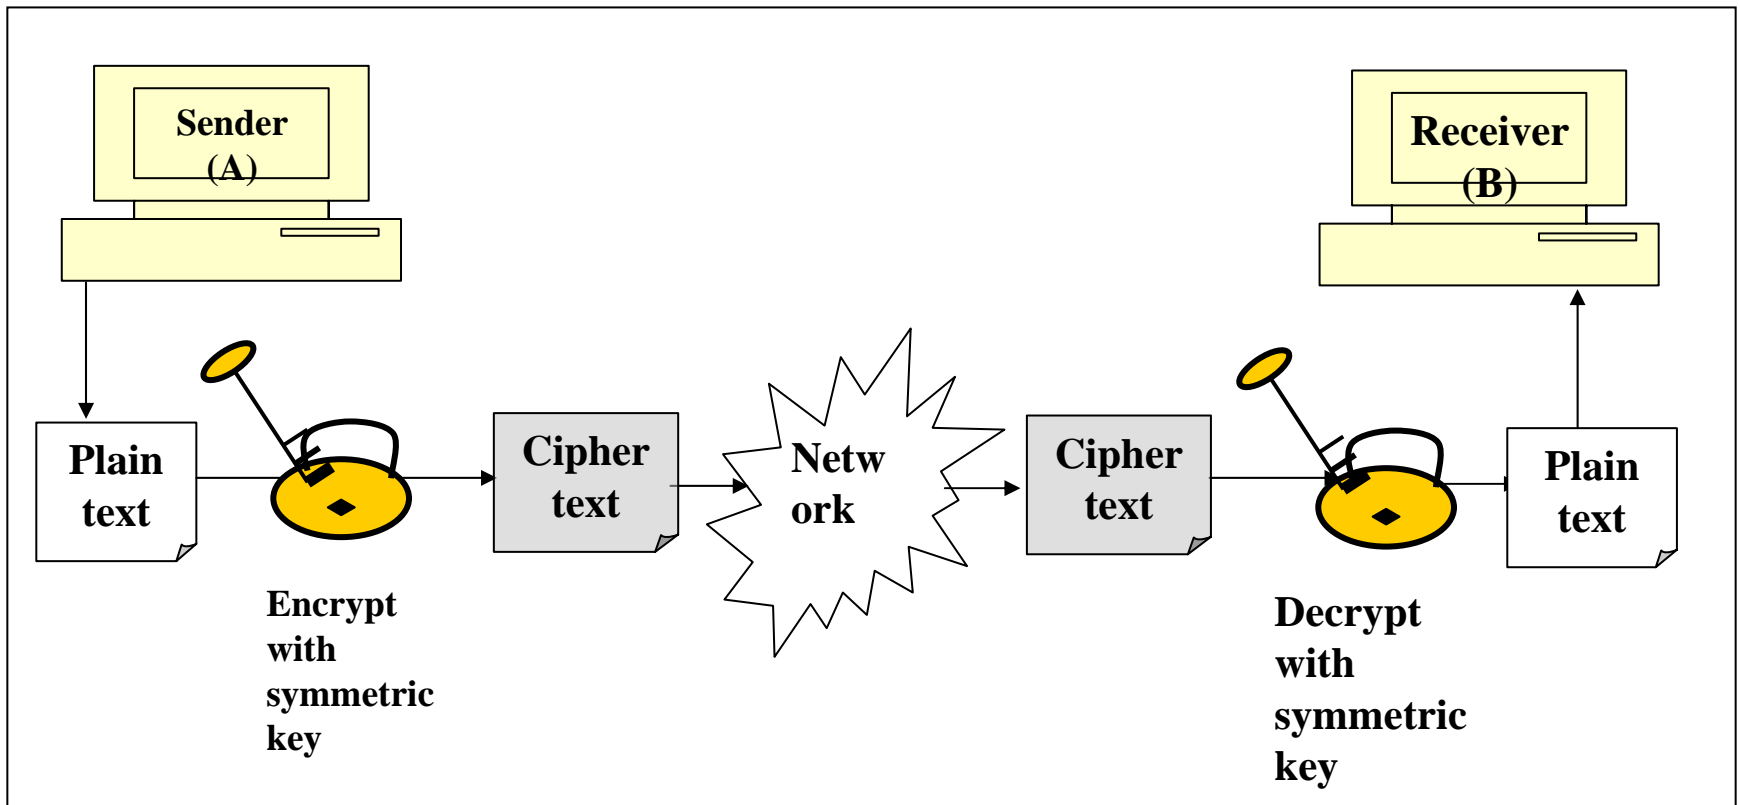 Sender
(A)
Receiver
(B)
Plain
text
Cipher
text
Netw
ork
Cipher
text
Plain
text
Encrypt
with
symmetric
key
Decrypt
with
symmetric
key